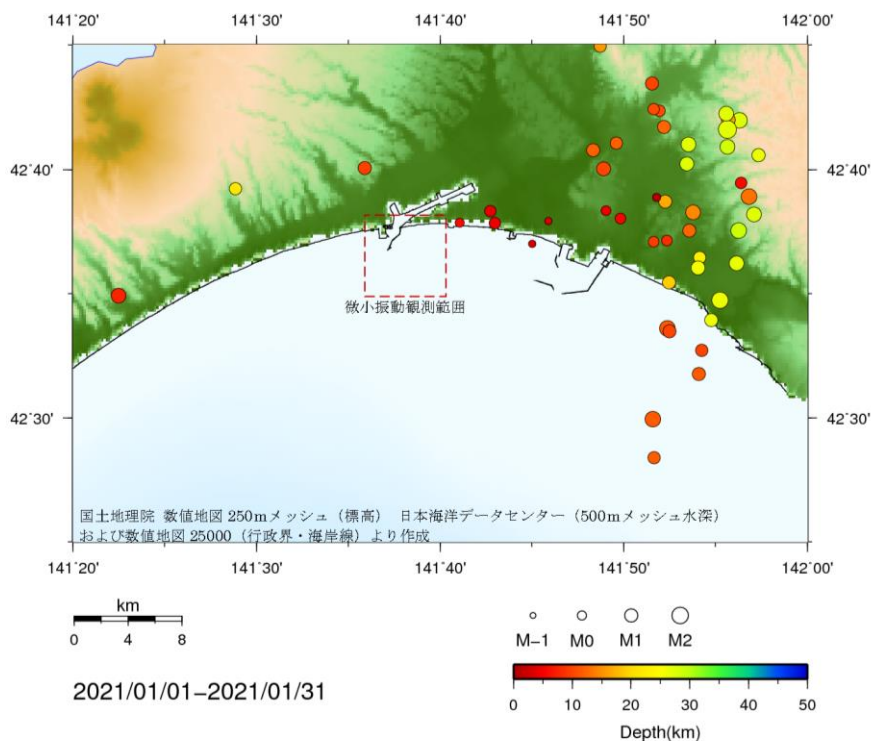 141°20' 141°30' 141°40' 141°50' 142°00'
42°40' 42°40'
微小振動観測範囲
42°30' 42°30'
国土地理院 数値地図250mメッシュ（標高） 日本海洋データセンター（500mメッシュ水深）
および数値地図25000（行政界・海岸線）より作成
141°20' 141°30' 141°40' 141°50' 142°00'
km
0 4 8
M-1 M0 M1 M2
2021/01/01-2021/01/31
0 10 20 30 40 50
Depth(km)